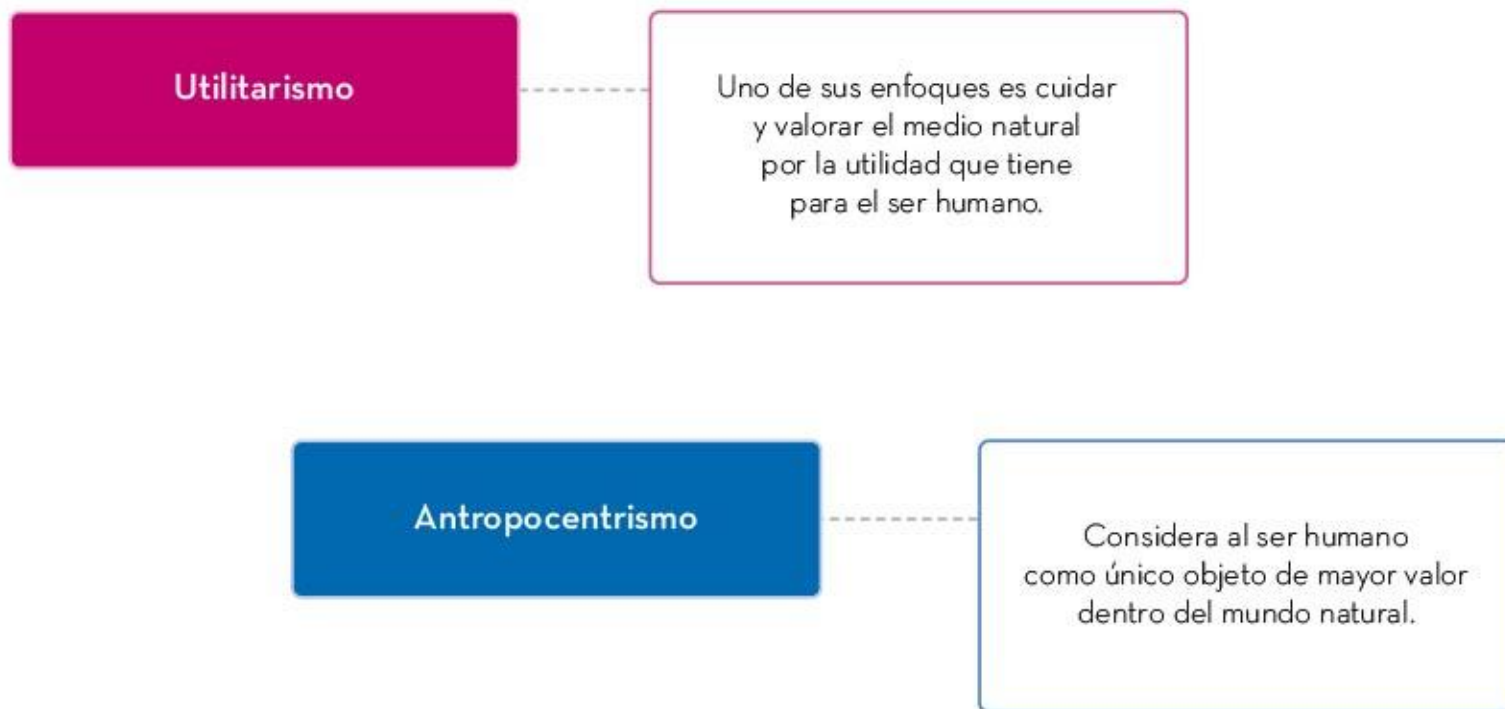 Utilitarismo
Uno de sus enfoques es cuidar
y valorar el medio natural
por la utilidad que tiene
para el ser humano.
Antropocentrismo
Considera al ser humano
como único objeto de mayor valor
dentro del mundo natural.